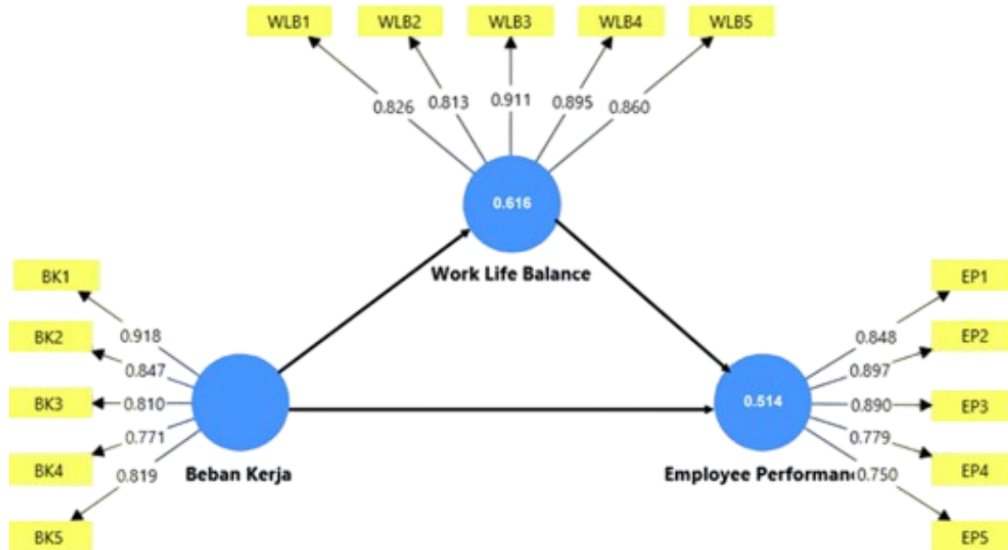 WLB1 WLB2 WLB3 WLB4 WLB5
0.826 0.813 0.911 0.895 0.860
0.616
Work Life Balance
BK1
BK2
BK3
BK4
BK5
0.918
0.847
0.810
0.771
0.819
Beban Kerja
0.514
Employee Performan
0.848
0.897
0.890
0.779
0.750
EP1
EP2
EP3
EP4
EP5